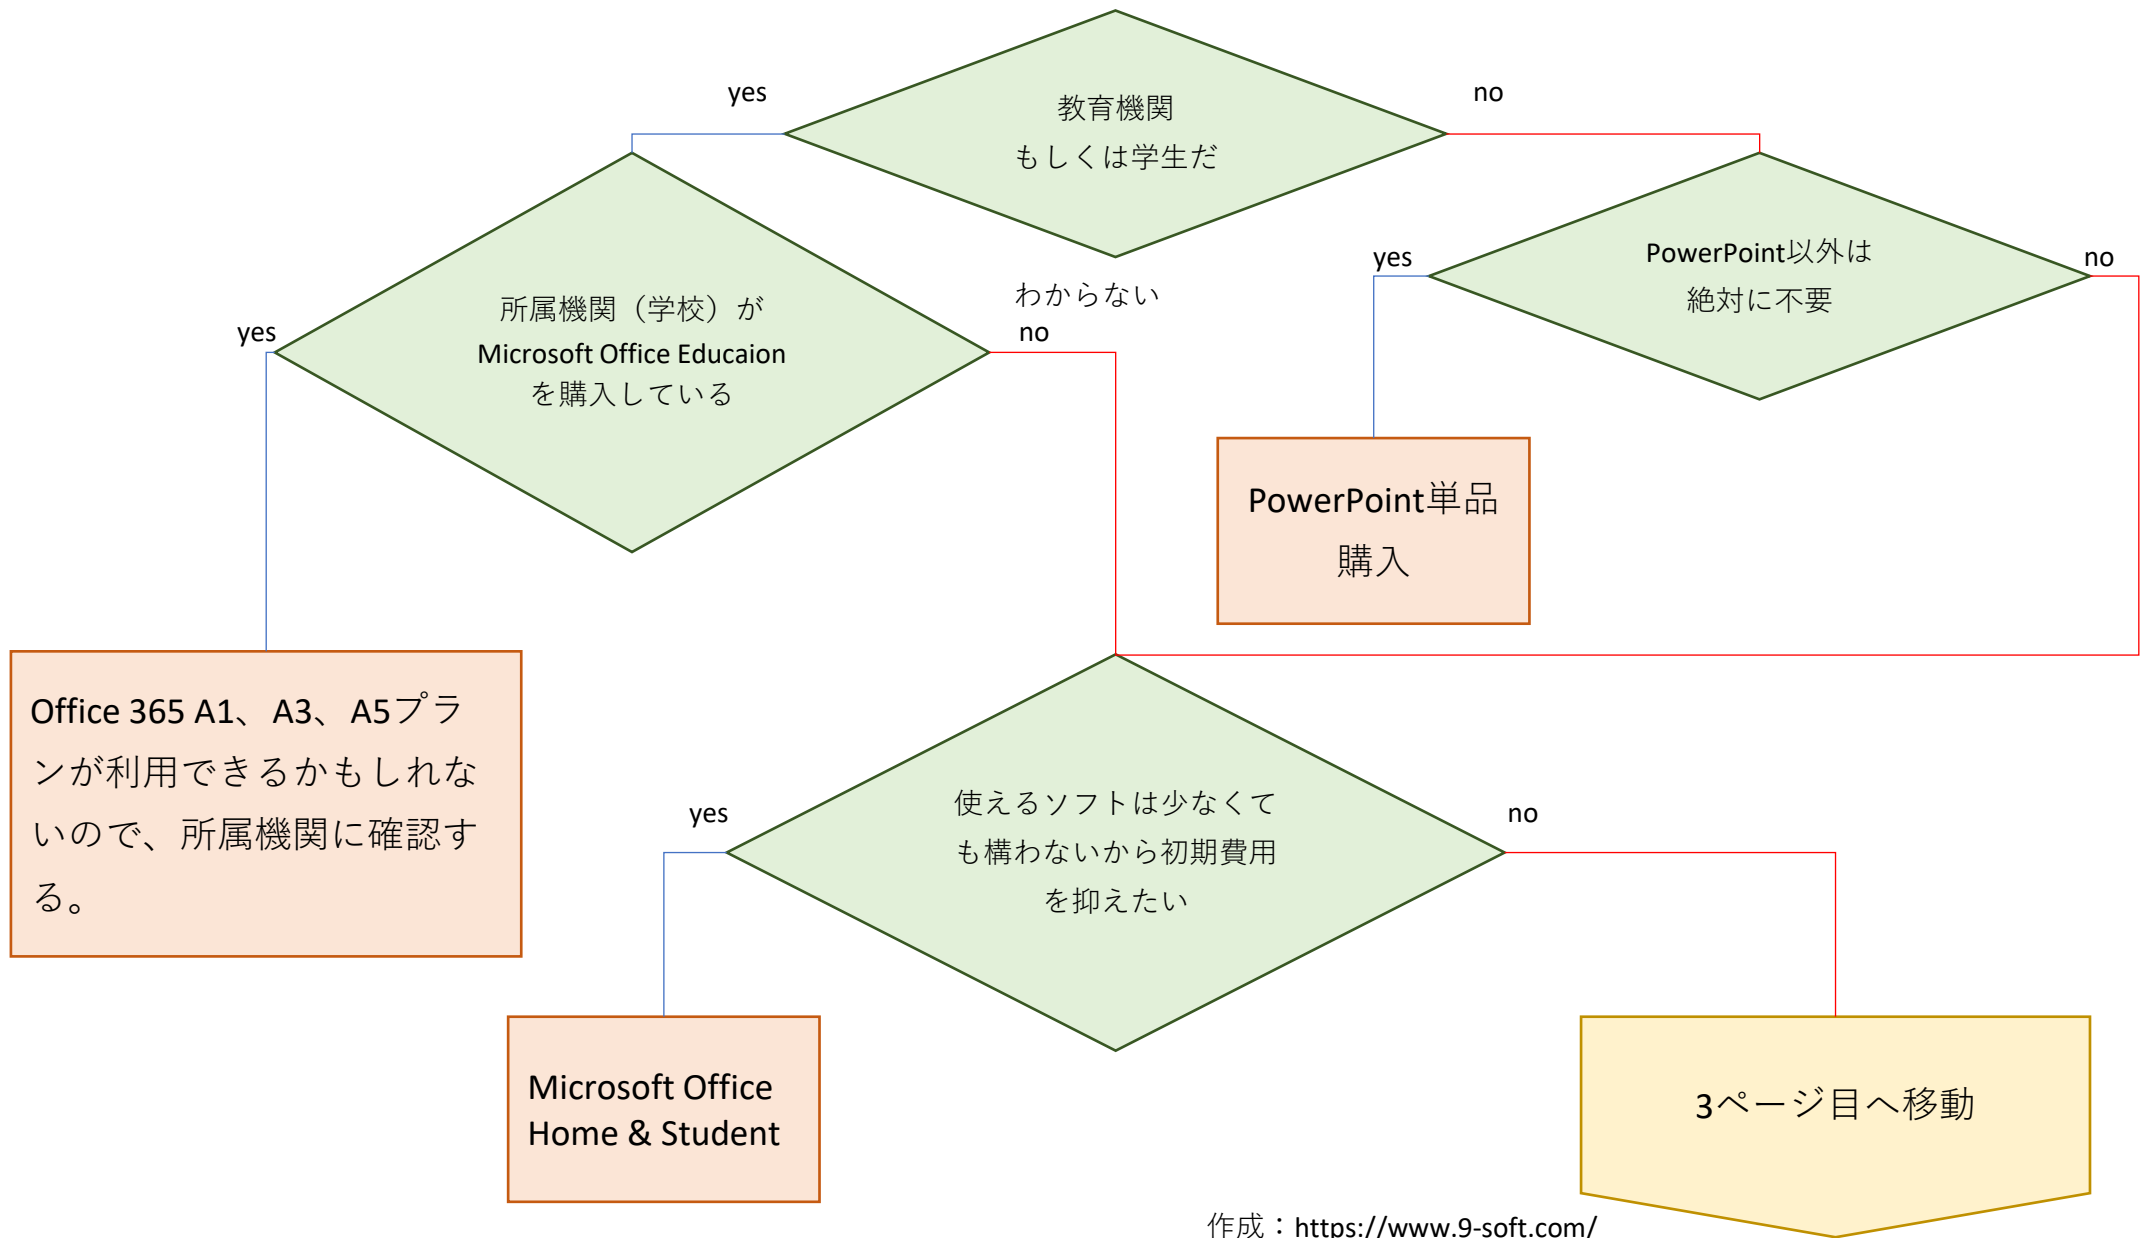 教育機関
もしくは学生だ
yes
no
所属機関（学校）が
Microsoft Office Educaion
を購入している
yes
わからない
no
PowerPoint以外は
絶対に不要
yes
no
PowerPoint単品
購入
Office 365 A1、A3、A5プラ
ンが利用できるかもしれな
いので、所属機関に確認す
る。
使えるソフトは少なくて
も構わないから初期費用
を抑えたい
yes
no
Microsoft Office
Home & Student
3ページ目へ移動
作成：https://www.9-soft.com/